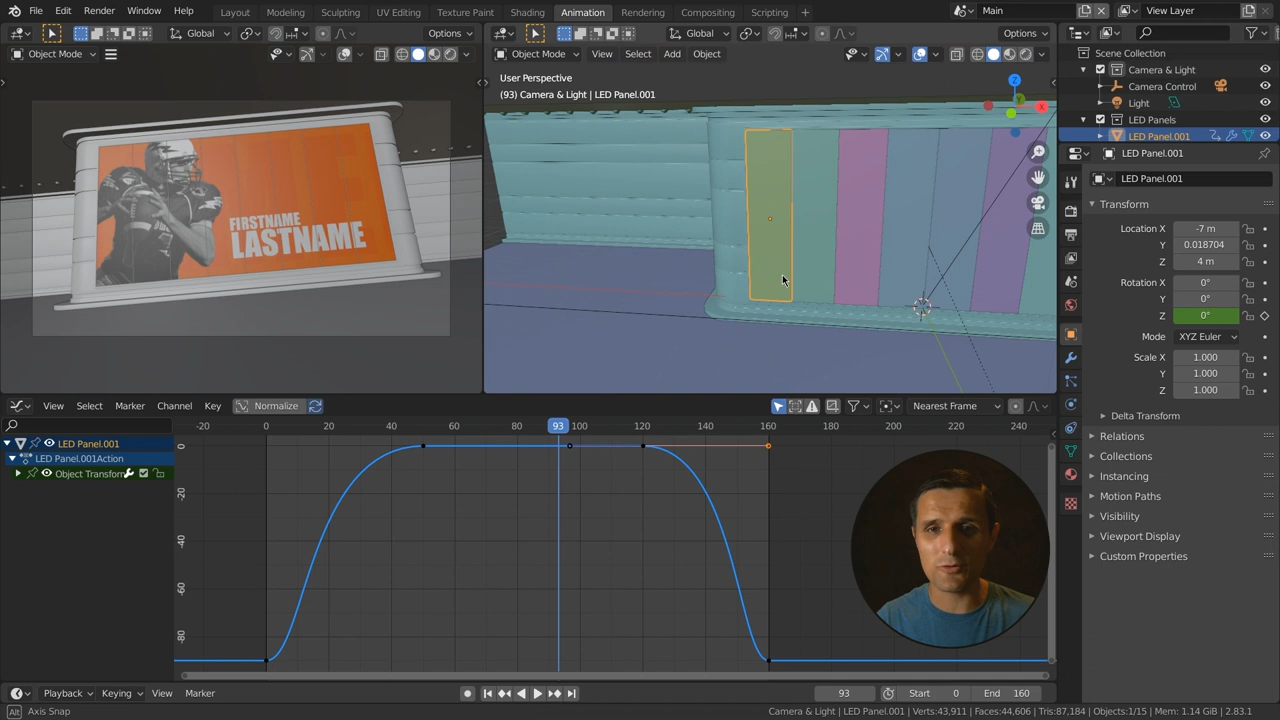 File Edit Render Window Help Layout Modeling Sculpting UV Editing Texture Paint Shading Animation Rendering Compositing Scripting + Main View Layer
Global Options Global Options
Object Mode Object Mode View Select Add Object
User Perspective
(93) Camera & Light | LED Panel.001
Z
Y
X
FIRSTNAME
LASTNAME
Scene Collection
Camera & Light
Camera Control
Light
LED Panels
LED Panel.001
LED Panel.001
LED Panel.001
Transform
Location X -7 m
Y 0.018704
Z 4 m
Rotation X 0°
Y 0°
Z 0°
Mode XYZ Euler
Scale X 1.000
Y 1.000
Z 1.000
Delta Transform
Relations
Collections
Instancing
Motion Paths
Visibility
Viewport Display
Custom Properties
View Select Marker Channel Key Normalize Nearest Frame
-20 0 20 40 60 80 93 100 120 140 160 180 200 220 240
LED Panel.001
LED Panel.001Action
Object Transform
0
-20
-40
-60
-80
Playback Keying View Marker 93 Start 0 End 160
Alt Axis Snap Camera & Light | LED Panel.001 | Verts:43,911 | Faces:44,606 | Tris:87,184 | Objects:1/15 | Mem: 1.14 GiB | 2.83.1